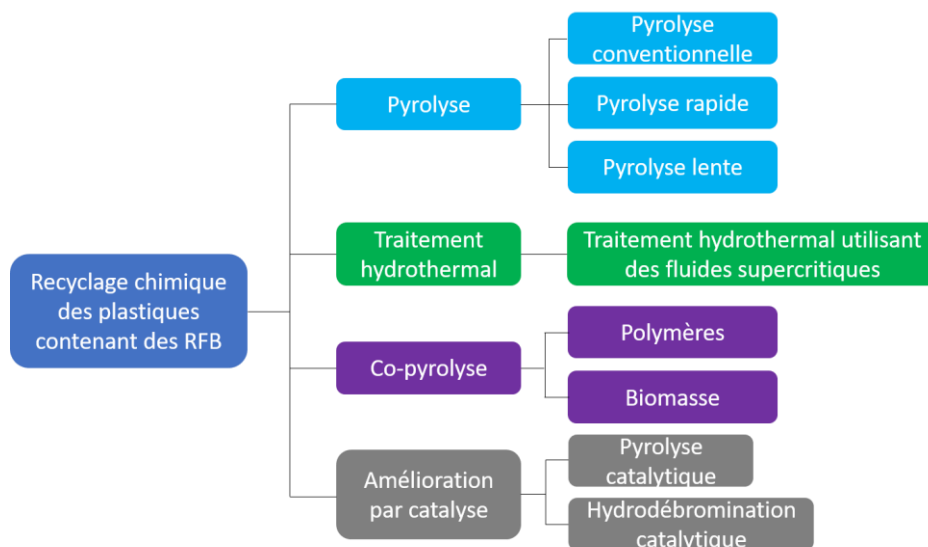 Recyclage chimique
des plastiques
contenant des RFB
Pyrolyse
Pyrolyse
conventionnelle
Pyrolyse rapide
Pyrolyse lente
Traitement
hydrothermal
Traitement hydrothermal utilisant
des fluides supercritiques
Co-pyrolyse
Polymères
Biomasse
Amélioration
par catalyse
Pyrolyse
catalytique
Hydrodébromination
catalytique